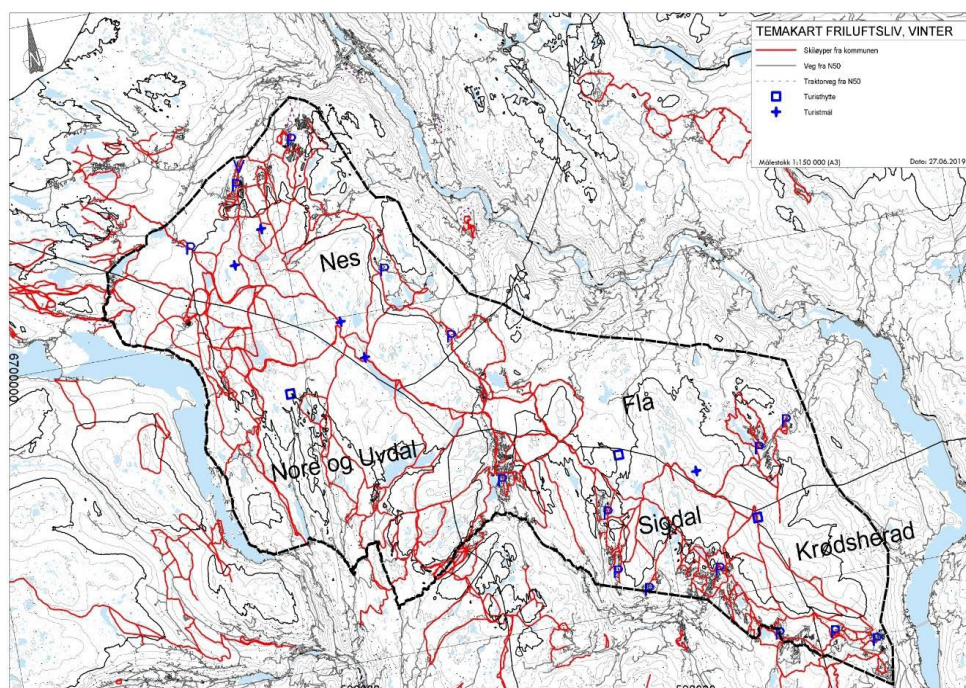 TEMAKART FRILUFTSLIV, VINTER
Skiløyper fra kommunen
Veg fra N50
Traktorveg fra N50
Turisthytte
Turistmål
Målestokk 1:150 000 (A3) Dato: 27.06.2019
P
V
P
P
Nes
P
P
6700000
Flå
P
P
Nore og Uvdal
P
P
Sigdal
Krødsherad
P
P
P
P
P
P